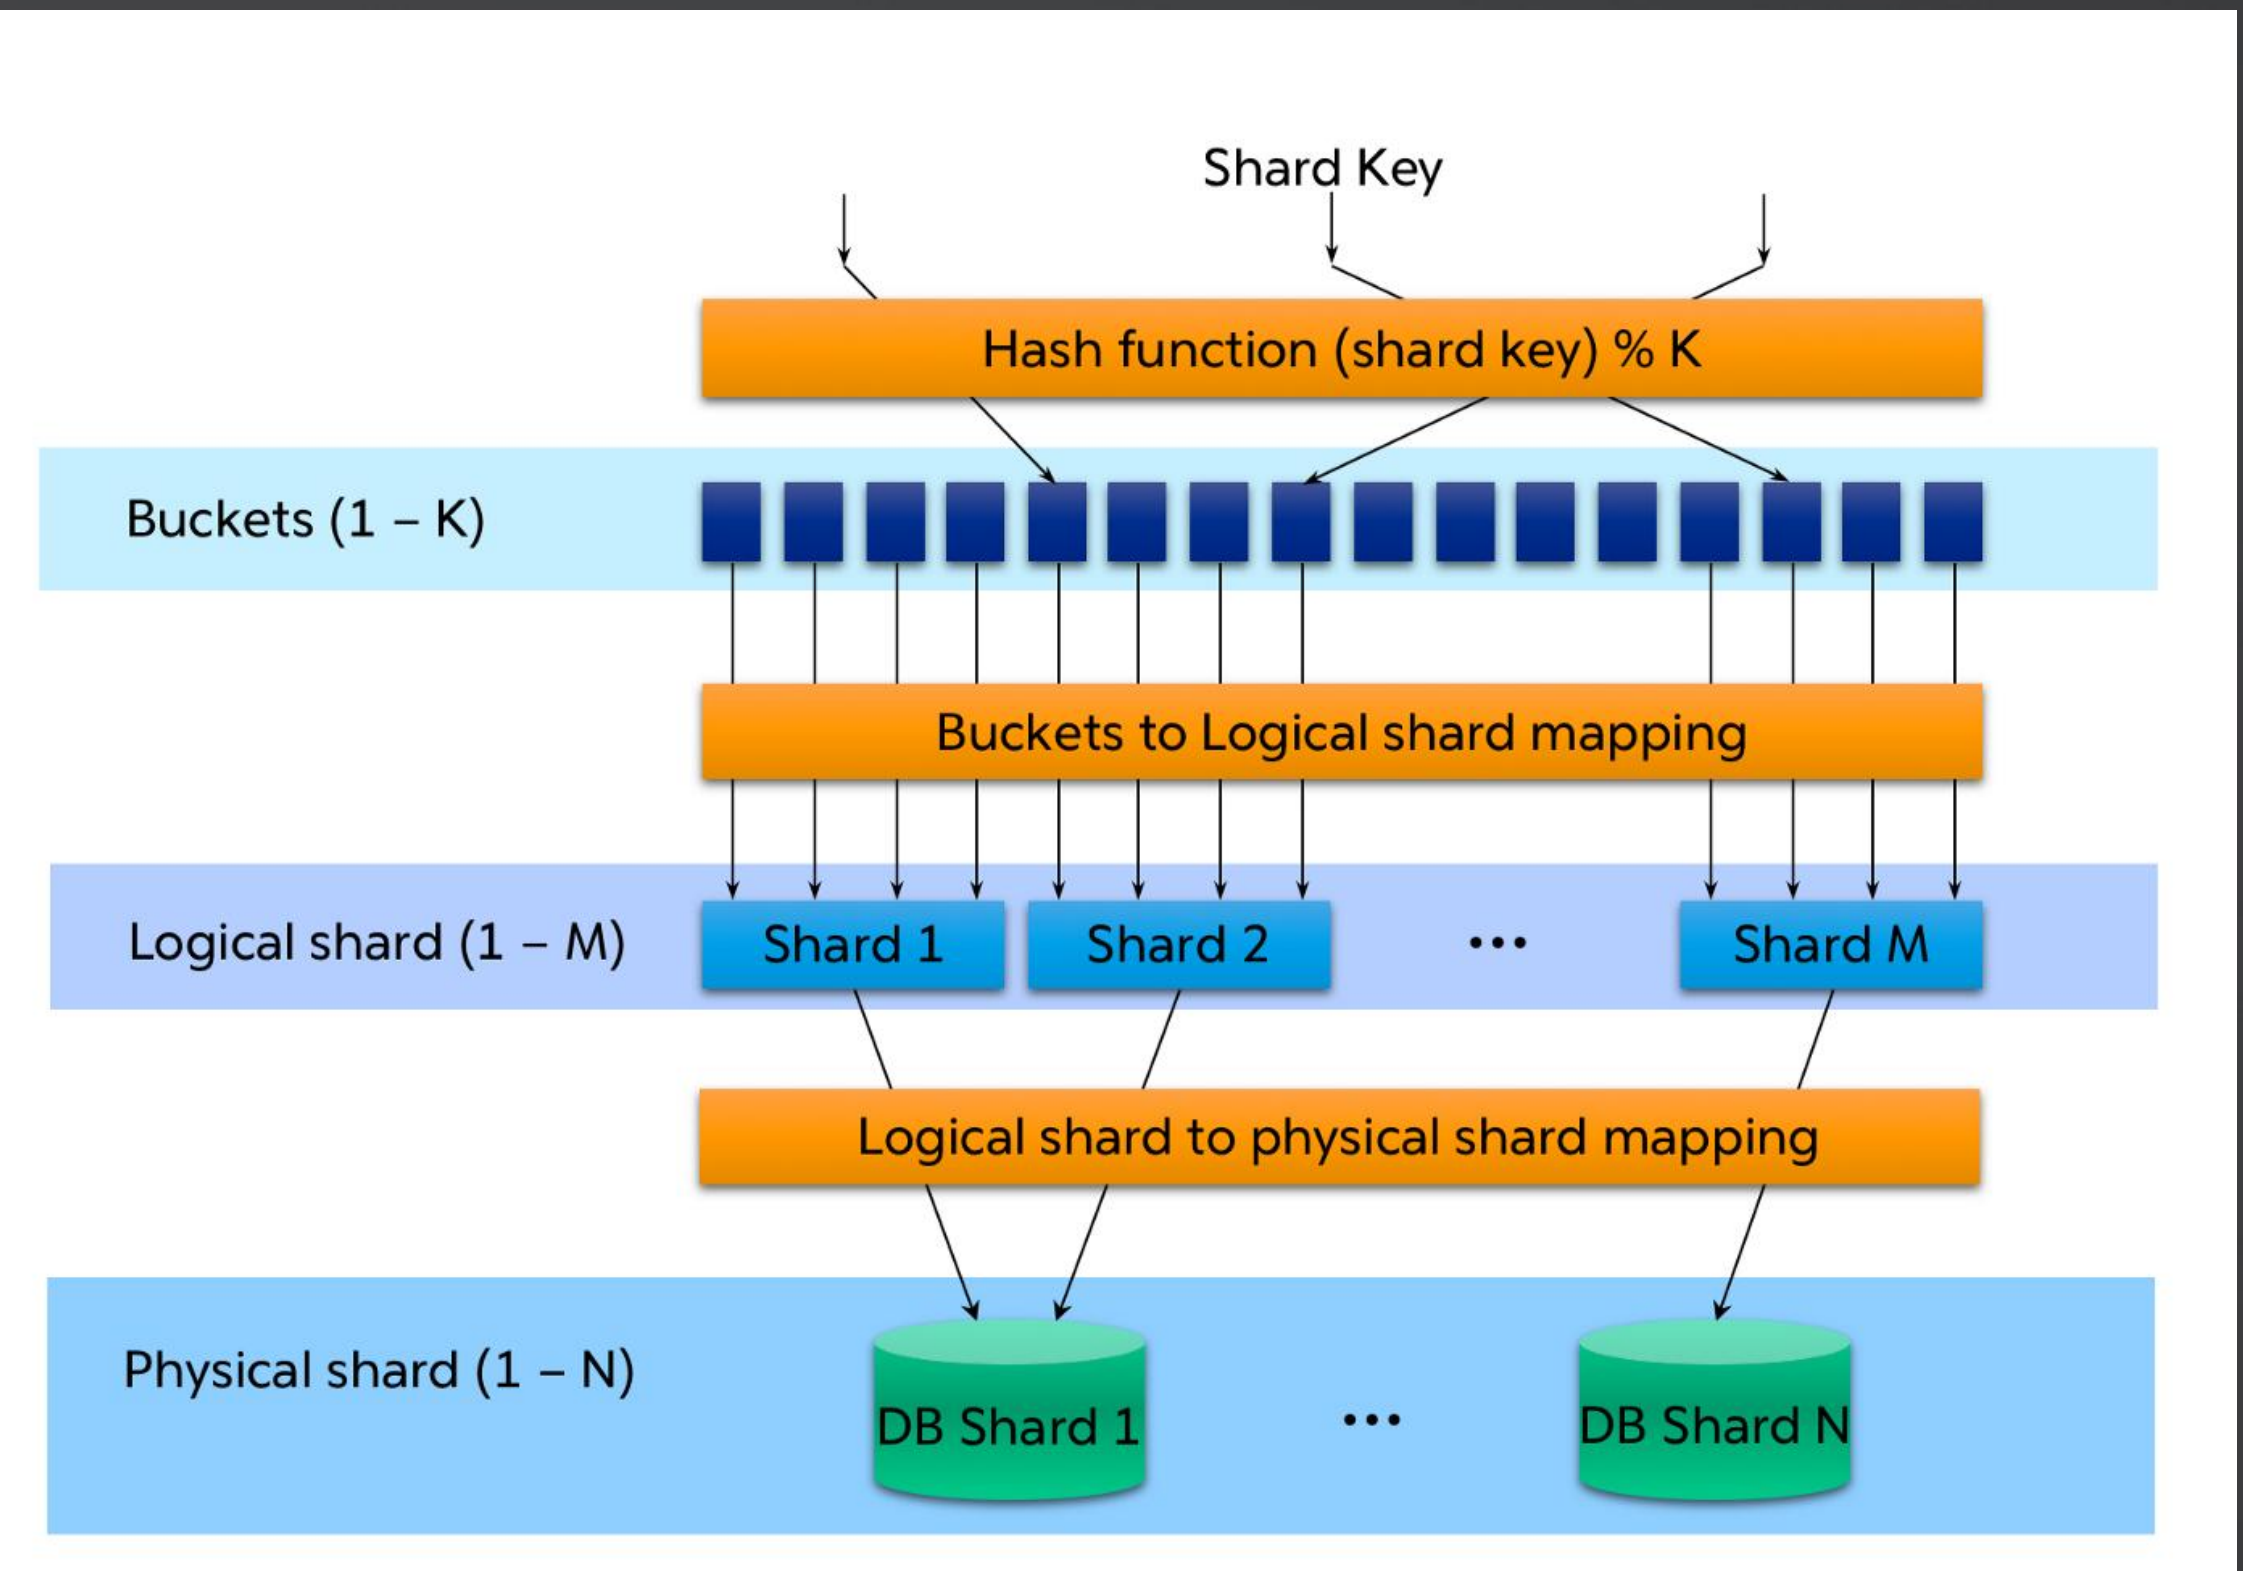 Shard Key
Hash function (shard key) % K
Buckets (1 – K)
Buckets to Logical shard mapping
Logical shard (1 – M)
Shard 1
Shard 2
...
Shard M
Logical shard to physical shard mapping
Physical shard (1 – N)
DB Shard 1
...
DB Shard N